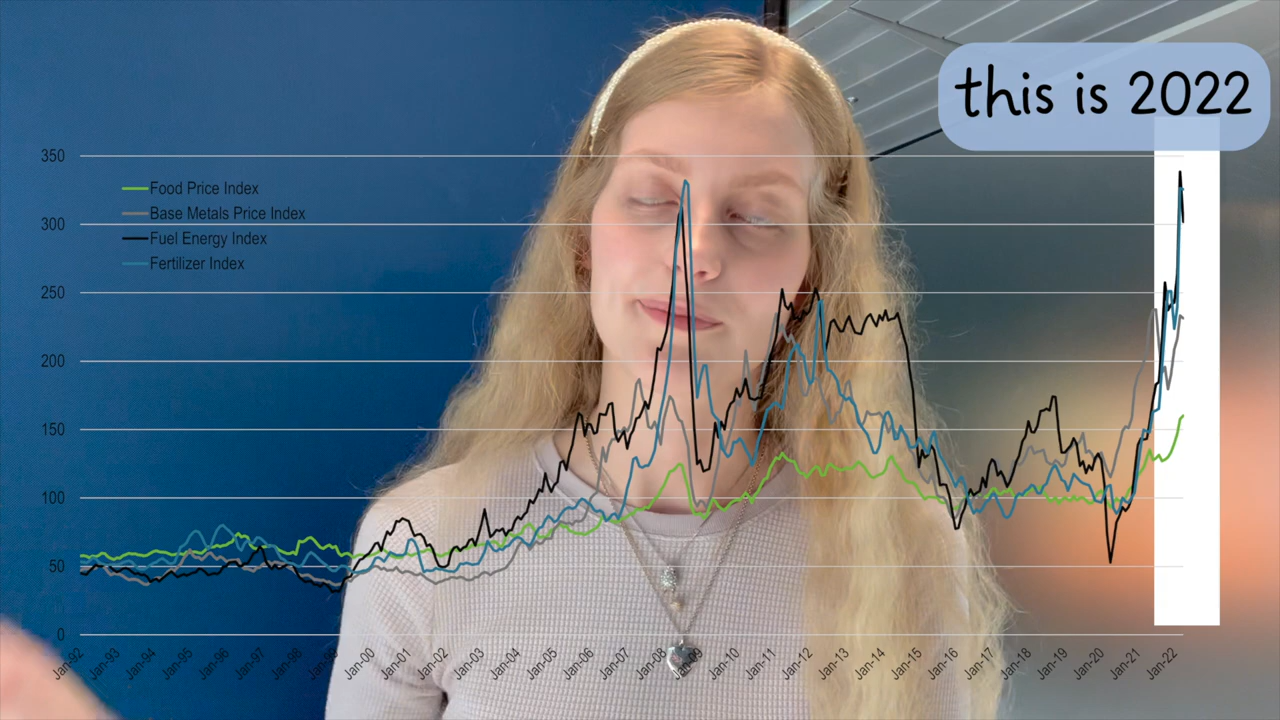 this is 2022
350
Food Price Index
Base Metals Price Index
300
Fuel Energy Index
Fertilizer Index
250
200
150
100
50
0
Jan-92 Jan-93 Jan-94 Jan-95 Jan-96 Jan-97 Jan-98 Jan-99 Jan-00 Jan-01 Jan-02 Jan-03 Jan-04 Jan-05 Jan-06 Jan-07 Jan-08 Jan-09 Jan-10 Jan-11 Jan-12 Jan-13 Jan-14 Jan-15 Jan-16 Jan-17 Jan-18 Jan-19 Jan-20 Jan-21 Jan-22